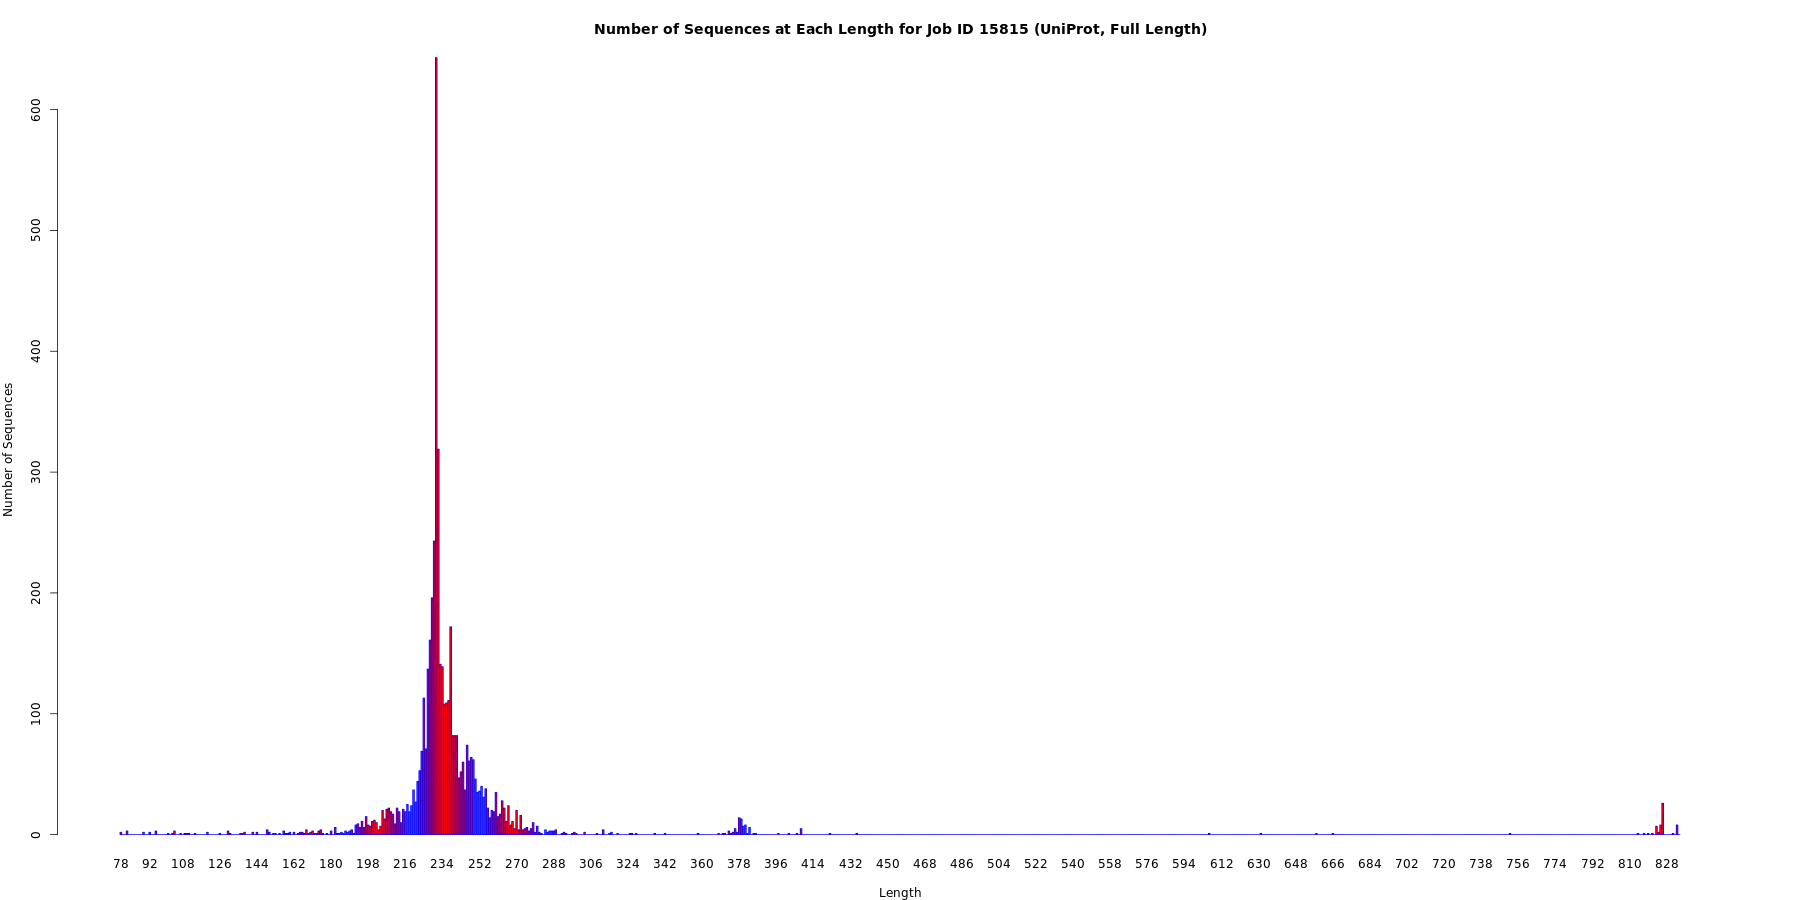 Number of Sequences at Each Length for Job ID 15815 (UniProt, Full Length)
Number of Sequences
600
500
400
300
200
100
0
78 92 108 126 144 162 180 198 216 234 252 270 288 306 324 342 360 378 396 414 432 450 468 486 504 522 540 558 576 594 612 630 648 666 684 702 720 738 756 774 792 810 828
Length